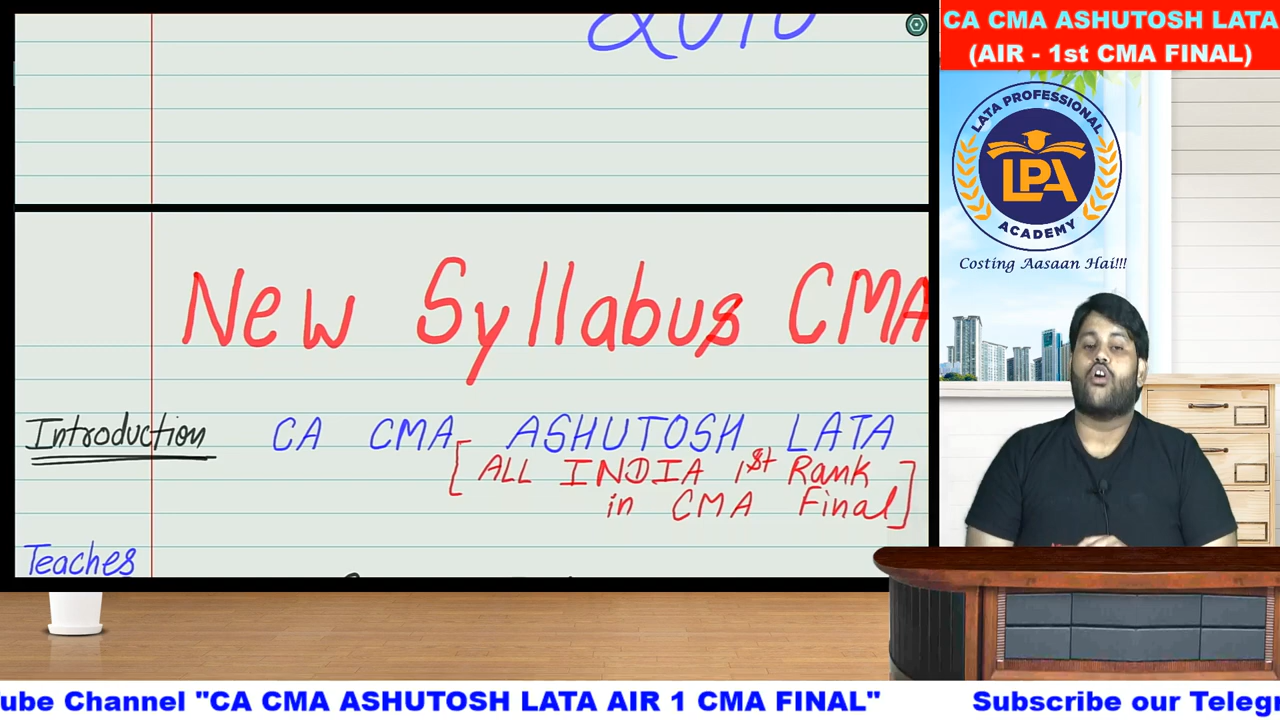 CA CMA ASHUTOSH LATA
(AIR - 1st CMA FINAL)
LATA PROFESSIONAL
LPA
ACADEMY
Costing Aasaan Hai!!!
New Syllabus CMA
Introduction CA CMA ASHUTOSH LATA
[ALL INDIA 1st Rank
in CMA Final]
Teaches
ube Channel "CA CMA ASHUTOSH LATA AIR 1 CMA FINAL" Subscribe our Telegr